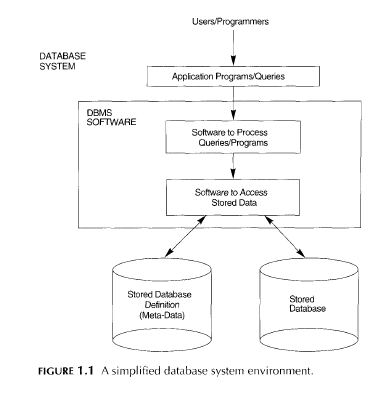 Users/Programmers
DATABASE
SYSTEM
Application Programs/Queries
DBMS
SOFTWARE
Software to Process
Queries/Programs
Software to Access
Stored Data
Stored Database
Definition
(Meta-Data)
Stored
Database
FIGURE 1.1 A simplified database system environment.